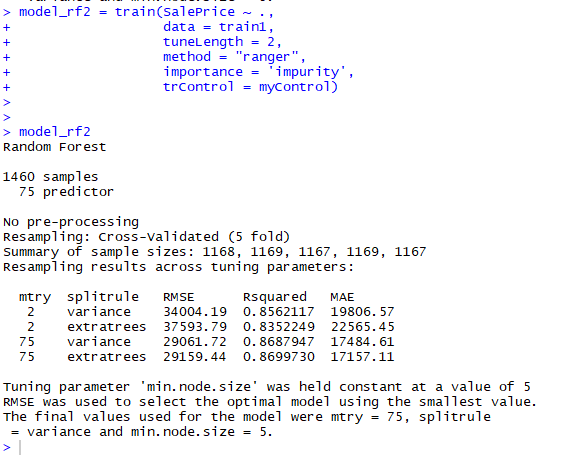 > model_rf2 = train(SalePrice ~ .,
+                   data = train1,
+                   tuneLength = 2,
+                   method = "ranger",
+                   importance = 'impurity',
+                   trControl = myControl)
>
>
> model_rf2
Random Forest

1460 samples
  75 predictor

No pre-processing
Resampling: Cross-Validated (5 fold)
Summary of sample sizes: 1168, 1169, 1167, 1169, 1167
Resampling results across tuning parameters:

  mtry  splitrule   RMSE      Rsquared   MAE
   2    variance    34004.19  0.8562117  19806.57
   2    extratrees  37593.79  0.8352249  22565.45
  75    variance    29061.72  0.8687947  17484.61
  75    extratrees  29159.44  0.8699730  17157.11

Tuning parameter 'min.node.size' was held constant at a value of 5
RMSE was used to select the optimal model using the smallest value.
The final values used for the model were mtry = 75, splitrule
 = variance and min.node.size = 5.
>